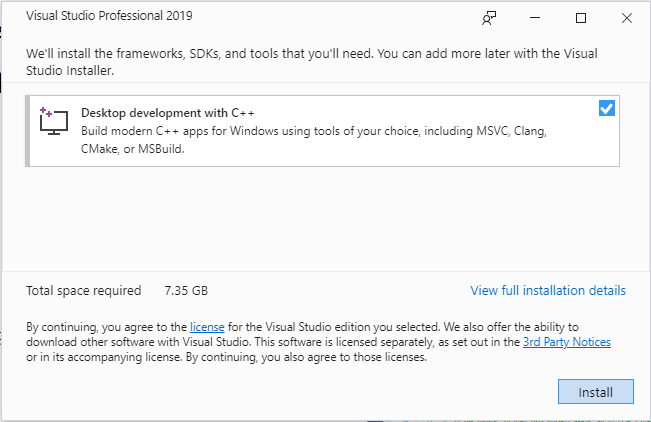 Visual Studio Professional 2019
We'll install the frameworks, SDKs, and tools that you'll need. You can add more later with the Visual
Studio Installer.
Desktop development with C++
Build modern C++ apps for Windows using tools of your choice, including MSVC, Clang,
CMake, or MSBuild.
Total space required 7.35 GB View full installation details
By continuing, you agree to the license for the Visual Studio edition you selected. We also offer the ability to
download other software with Visual Studio. This software is licensed separately, as set out in the 3rd Party Notices
or in its accompanying license. By continuing, you also agree to those licenses.
Install